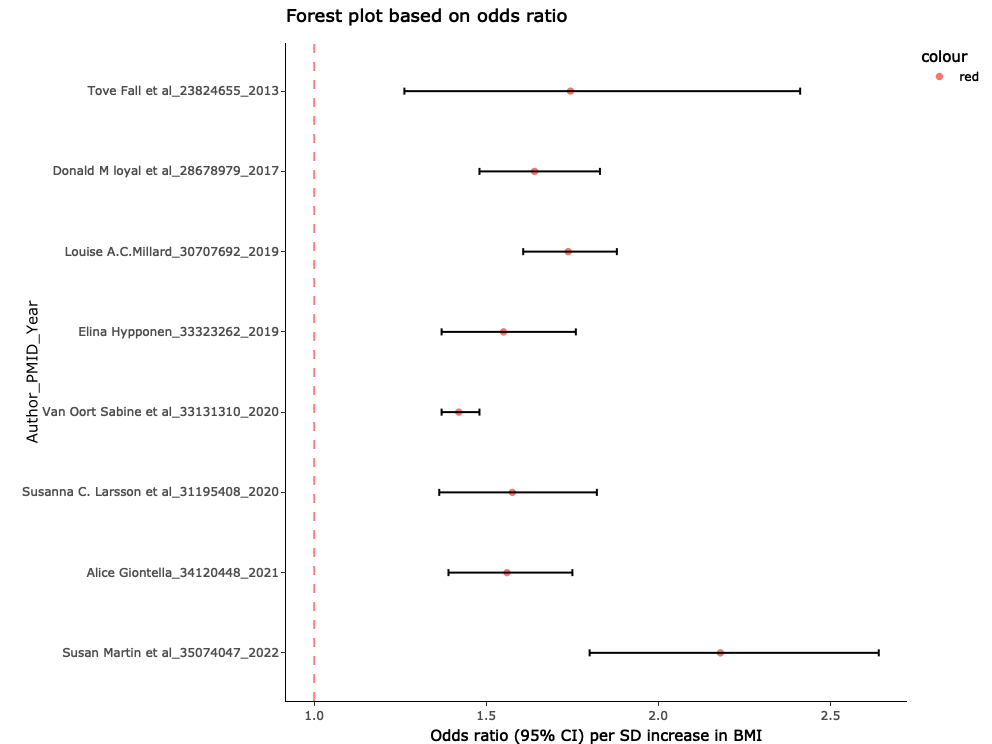 Forest plot based on odds ratio
colour
red
Author_PMID_Year
Tove Fall et al_23824655_2013
Donald M loyal et al_28678979_2017
Louise A.C.Millard_30707692_2019
Elina Hypponen_33323262_2019
Van Oort Sabine et al_33131310_2020
Susanna C. Larsson et al_31195408_2020
Alice Giontella_34120448_2021
Susan Martin et al_35074047_2022
1.0 1.5 2.0 2.5
Odds ratio (95% CI) per SD increase in BMI